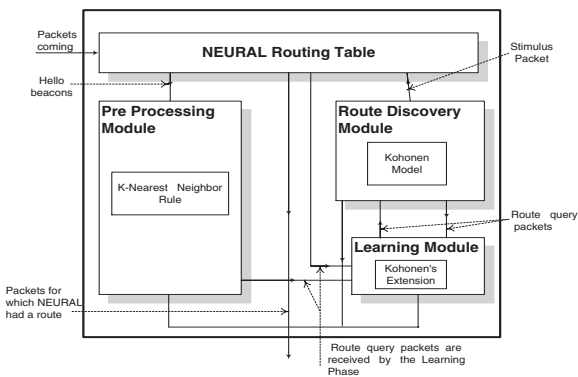 Packets
coming
NEURAL Routing Table
Stimulus
Packet
Hello
beacons
Pre Processing
Module
Route Discovery
Module
Kohonen
Model
K-Nearest Neighbor
Rule
Route query
packets
Learning Module
Kohonen's
Extension
Packets for
which NEURAL
had a route
Route query packets are
received by the Learning
Phase